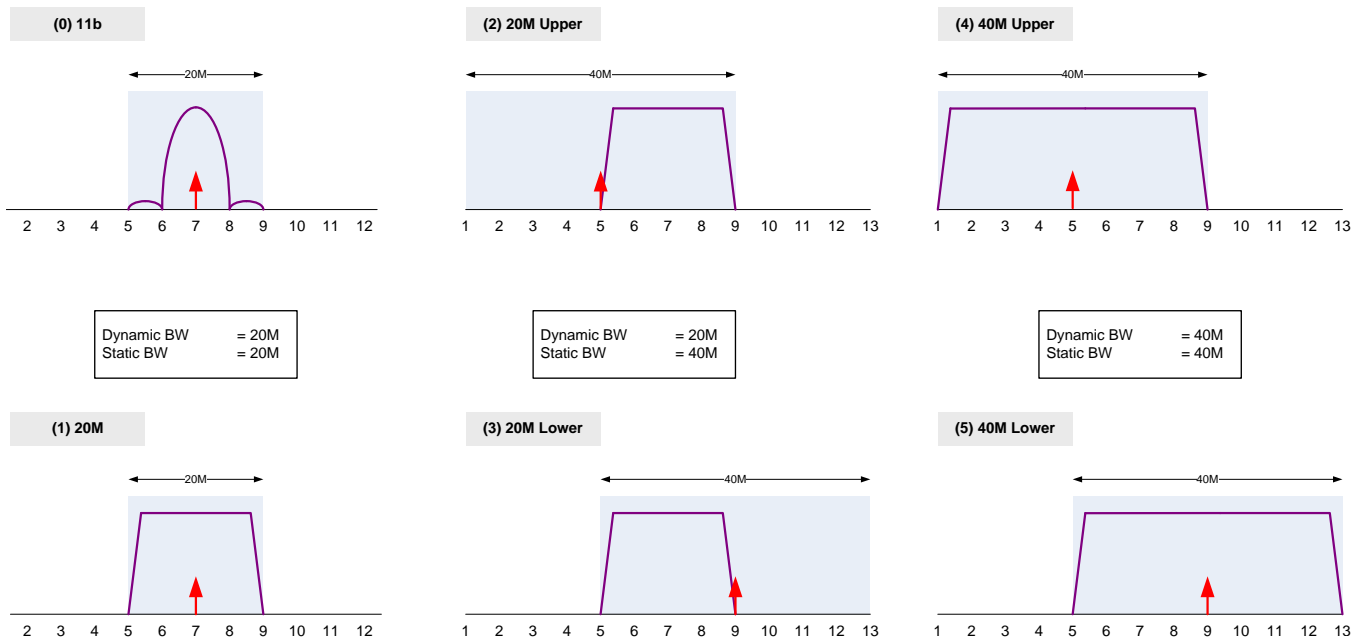 (0) 11b
(2) 20M Upper
(4) 40M Upper
20M
40M
40M
2 3 4 5 6 7 8 9 10 11 12
1 2 3 4 5 6 7 8 9 10 11 12 13
1 2 3 4 5 6 7 8 9 10 11 12 13
Dynamic BW = 20M
Static BW = 20M
Dynamic BW = 20M
Static BW = 40M
Dynamic BW = 40M
Static BW = 40M
(1) 20M
(3) 20M Lower
(5) 40M Lower
20M
40M
40M
2 3 4 5 6 7 8 9 10 11 12
1 2 3 4 5 6 7 8 9 10 11 12 13
1 2 3 4 5 6 7 8 9 10 11 12 13